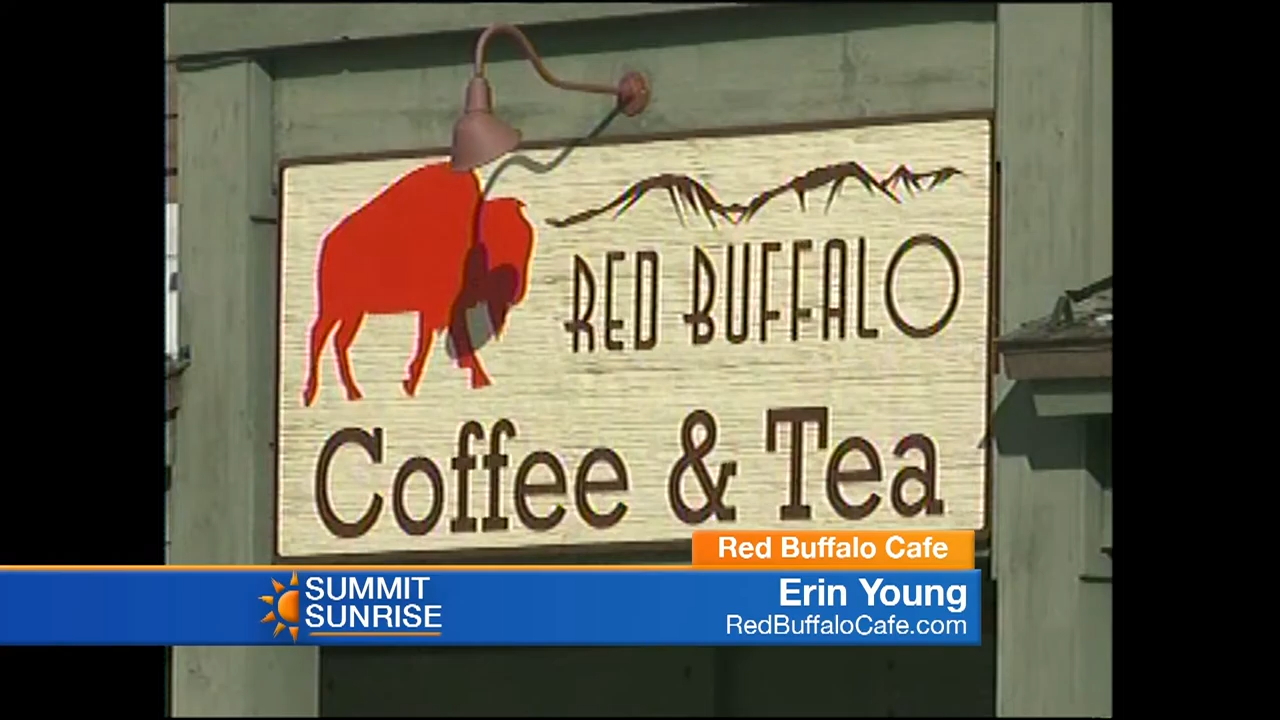 RED BUFFALO
Coffee & Tea
Red Buffalo Cafe
SUMMIT
SUNRISE
Erin Young
RedBuffaloCafe.com